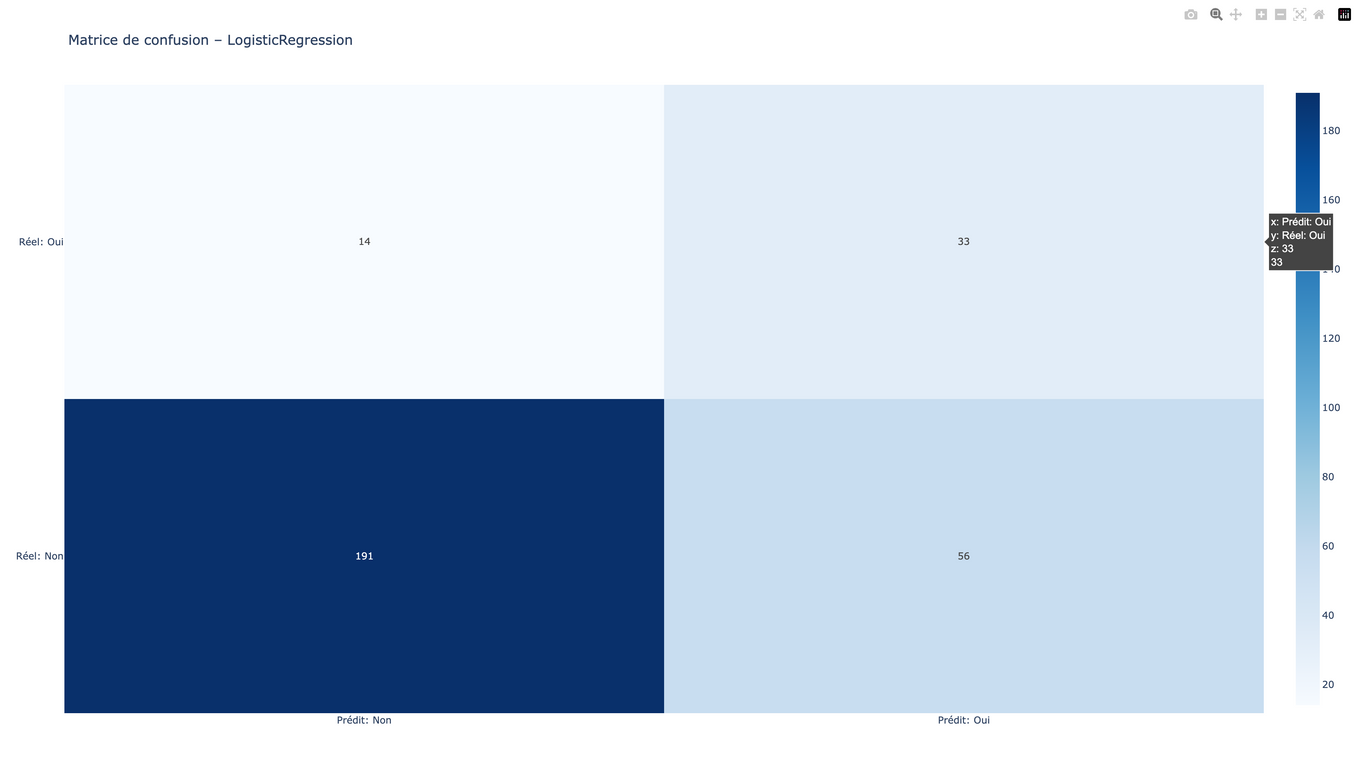 Matrice de confusion – LogisticRegression
180
160
Réel: Oui
14
33
x: Prédit: Oui
y: Réel: Oui
z: 33
33
120
100
80
Réel: Non
191
56
60
40
20
Prédit: Non
Prédit: Oui